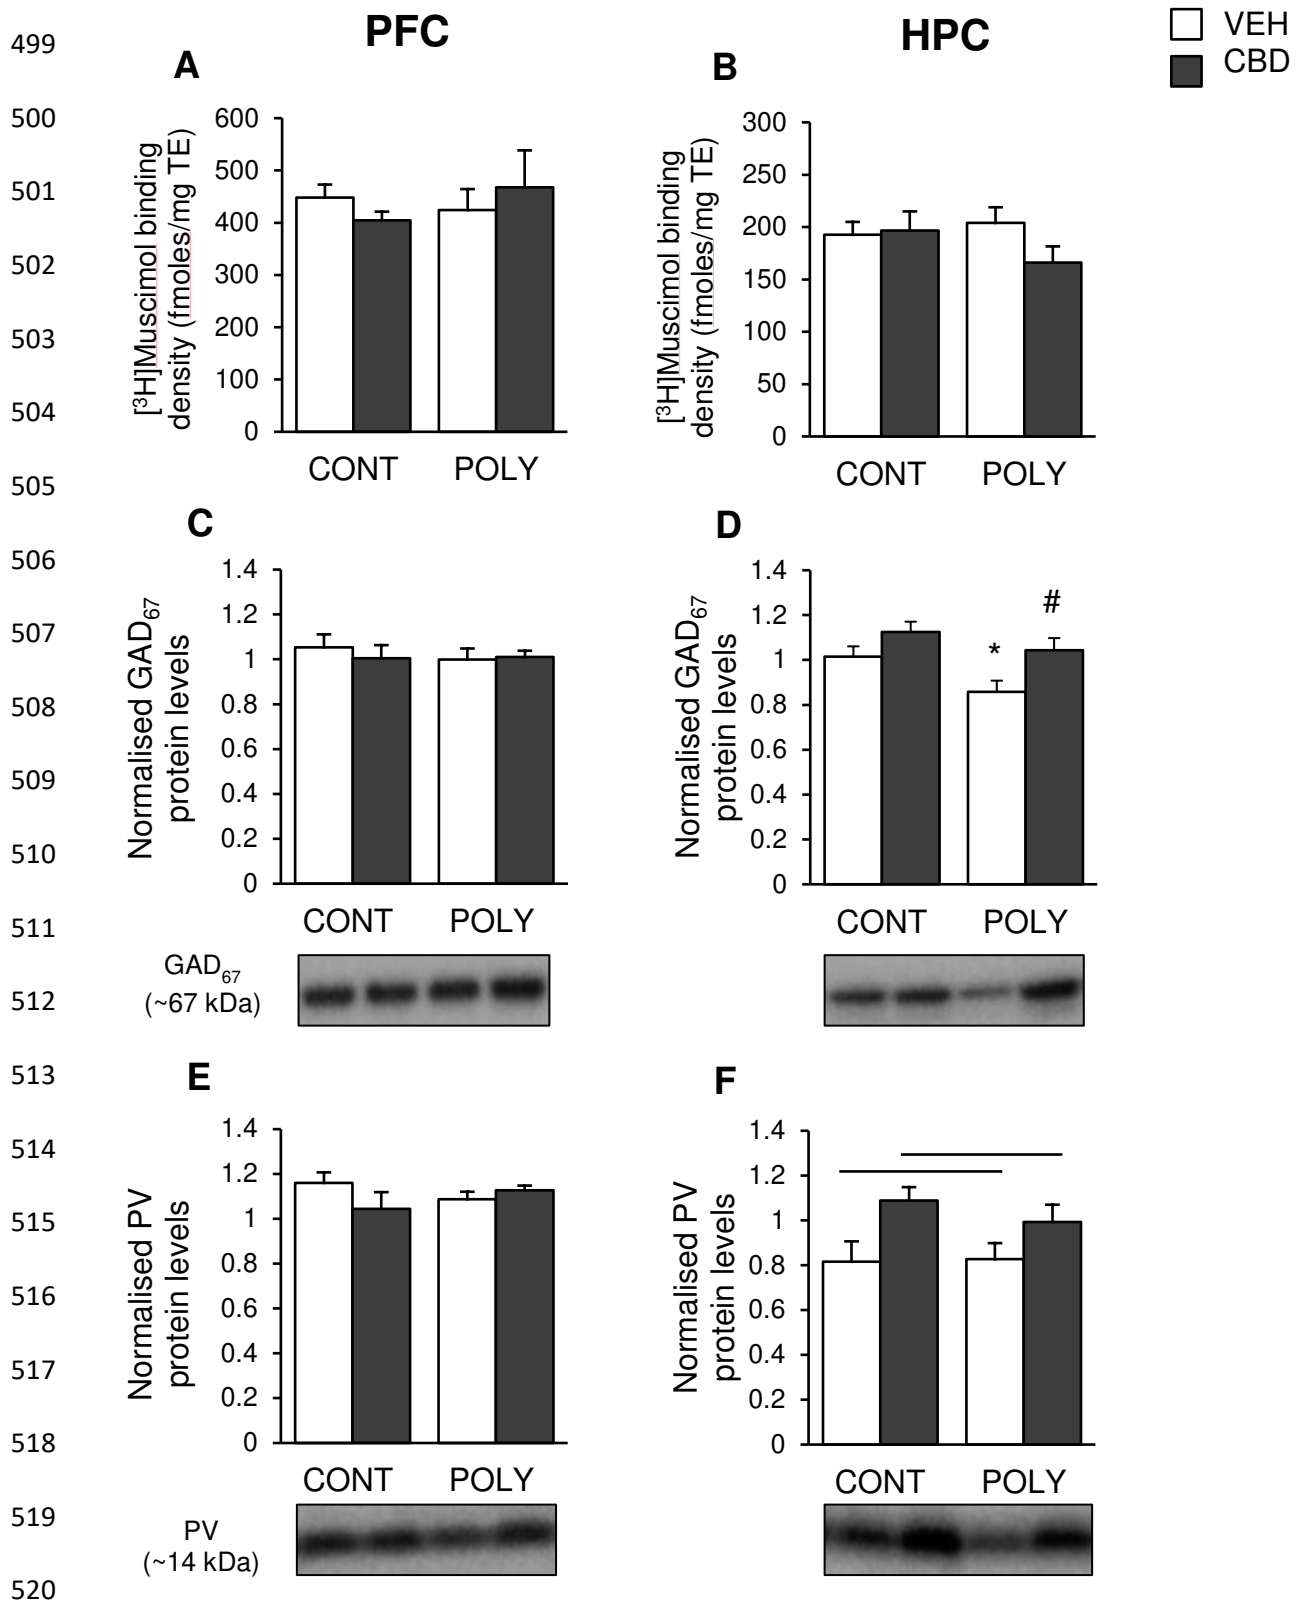 PFC
HPC
VEH
CBD
499
500
501
502
503
504
505
506
507
508
509
510
511
512
513
514
515
516
517
518
519
520
A
[³H]Muscimol binding
density (fmoles/mg TE)
600
500
400
300
200
100
0
CONT POLY
B
[³H]Muscimol binding
density (fmoles/mg TE)
300
250
200
150
100
50
0
CONT POLY
C
Normalised GAD₆₇
protein levels
1.4
1.2
1
0.8
0.6
0.4
0.2
0
CONT POLY
GAD₆₇
(~67 kDa)
D
Normalised GAD₆₇
protein levels
1.4
1.2
1
0.8
0.6
0.4
0.2
0
* #
CONT POLY
E
Normalised PV
protein levels
1.4
1.2
1
0.8
0.6
0.4
0.2
0
CONT POLY
PV
(~14 kDa)
F
Normalised PV
protein levels
1.4
1.2
1
0.8
0.6
0.4
0.2
0
CONT POLY